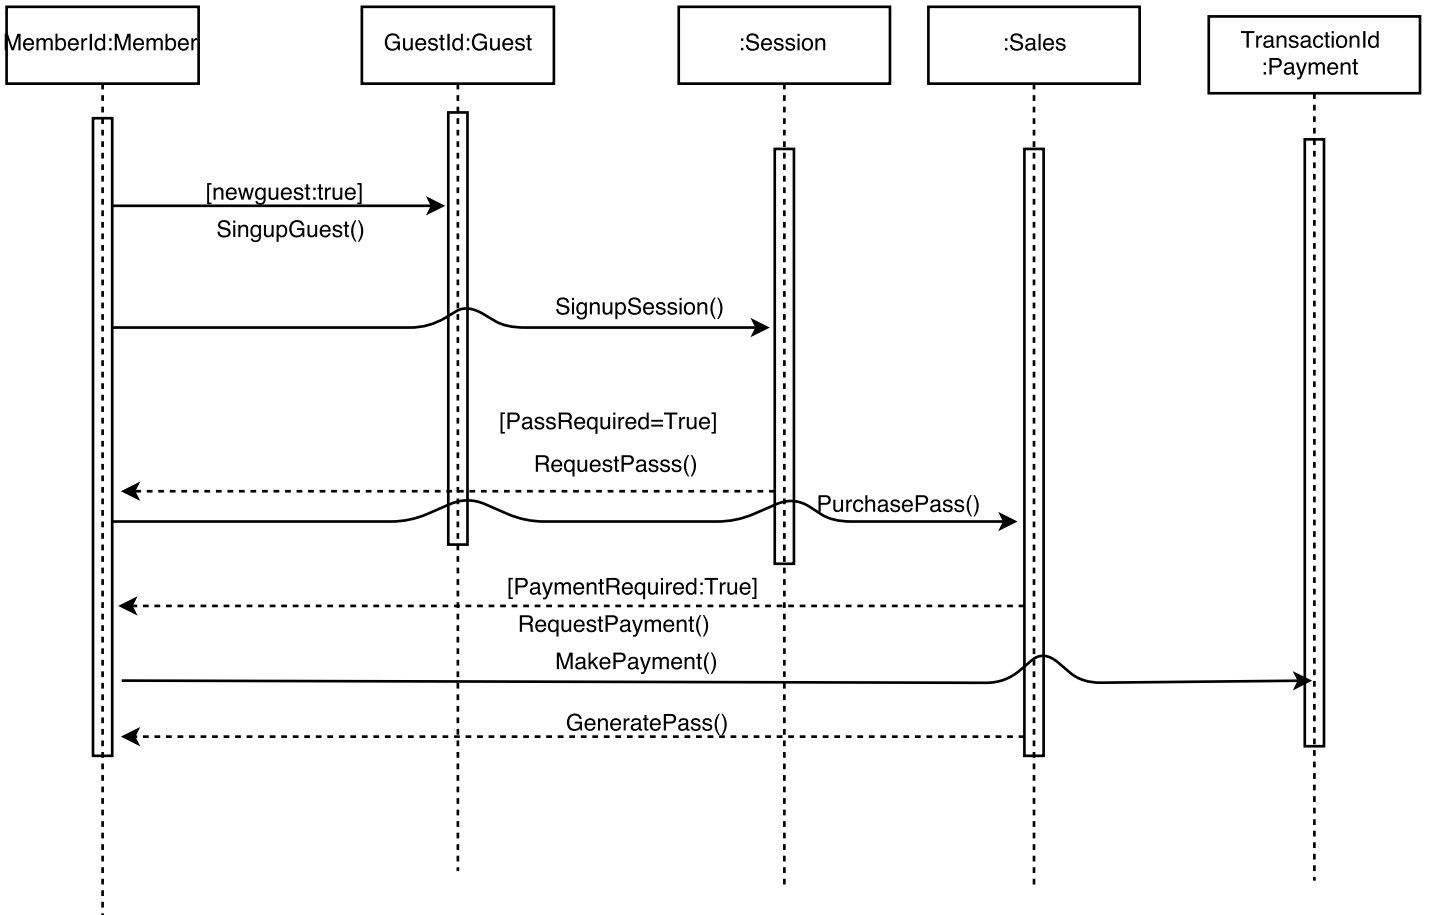 MemberId:Member
GuestId:Guest
:Session
:Sales
TransactionId
:Payment
[newguest:true]
SingupGuest()
SignupSession()
[PassRequired=True]
RequestPasss()
PurchasePass()
[PaymentRequired:True]
RequestPayment()
MakePayment()
GeneratePass()